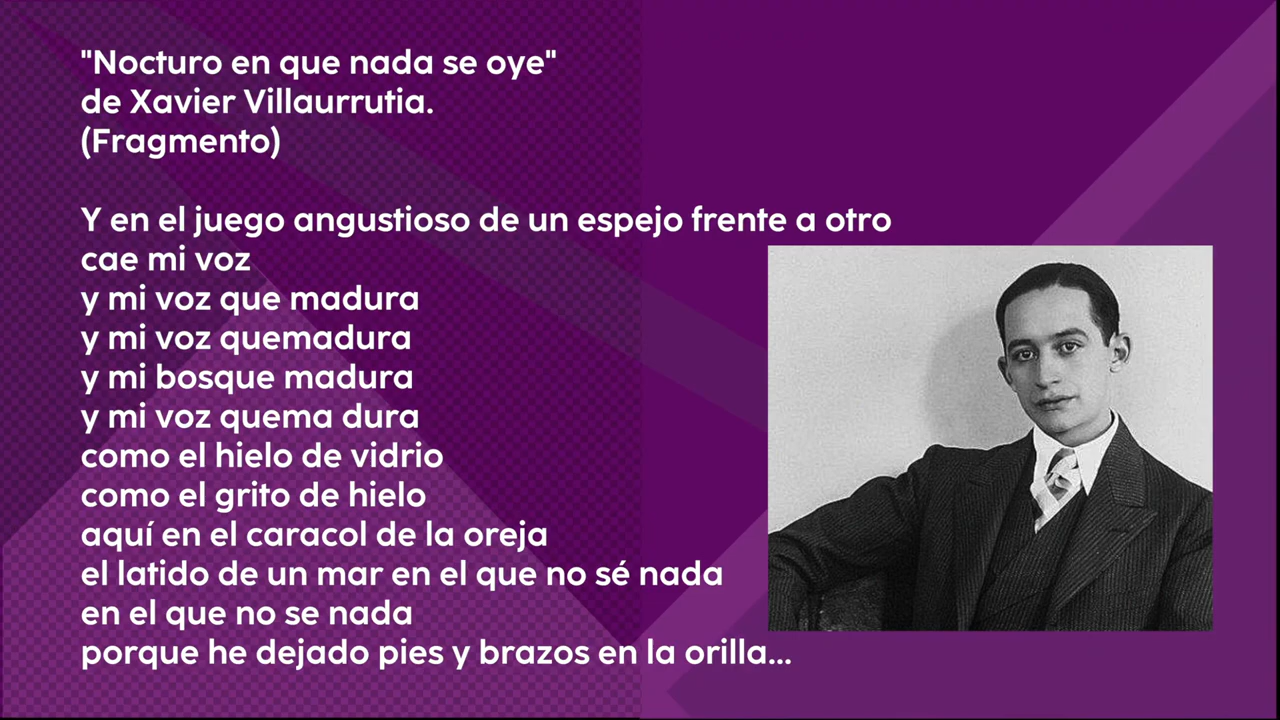 "Nocturo en que nada se oye"
de Xavier Villaurrutia.
(Fragmento)
Y en el juego angustioso de un espejo frente a otro
cae mi voz
y mi voz que madura
y mi voz quemadura
y mi bosque madura
y mi voz quema dura
como el hielo de vidrio
como el grito de hielo
aquí en el caracol de la oreja
el latido de un mar en el que no sé nada
en el que no se nada
porque he dejado pies y brazos en la orilla...